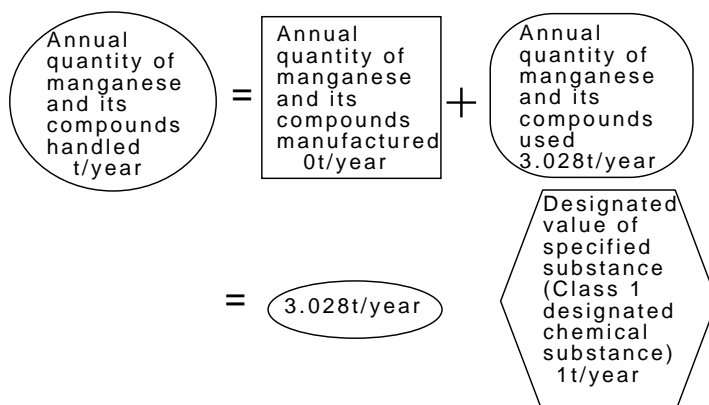 Annual
quantity of
manganese
and its
compounds
handled
t/year
=
Annual
quantity of
manganese
and its
compounds
manufactured
0t/year
+
Annual
quantity of
manganese
and its
compounds
used
3.028t/year
=
3.028t/year
Designated
value of
specified
substance
(Class 1
designated
chemical
substance)
1t/year